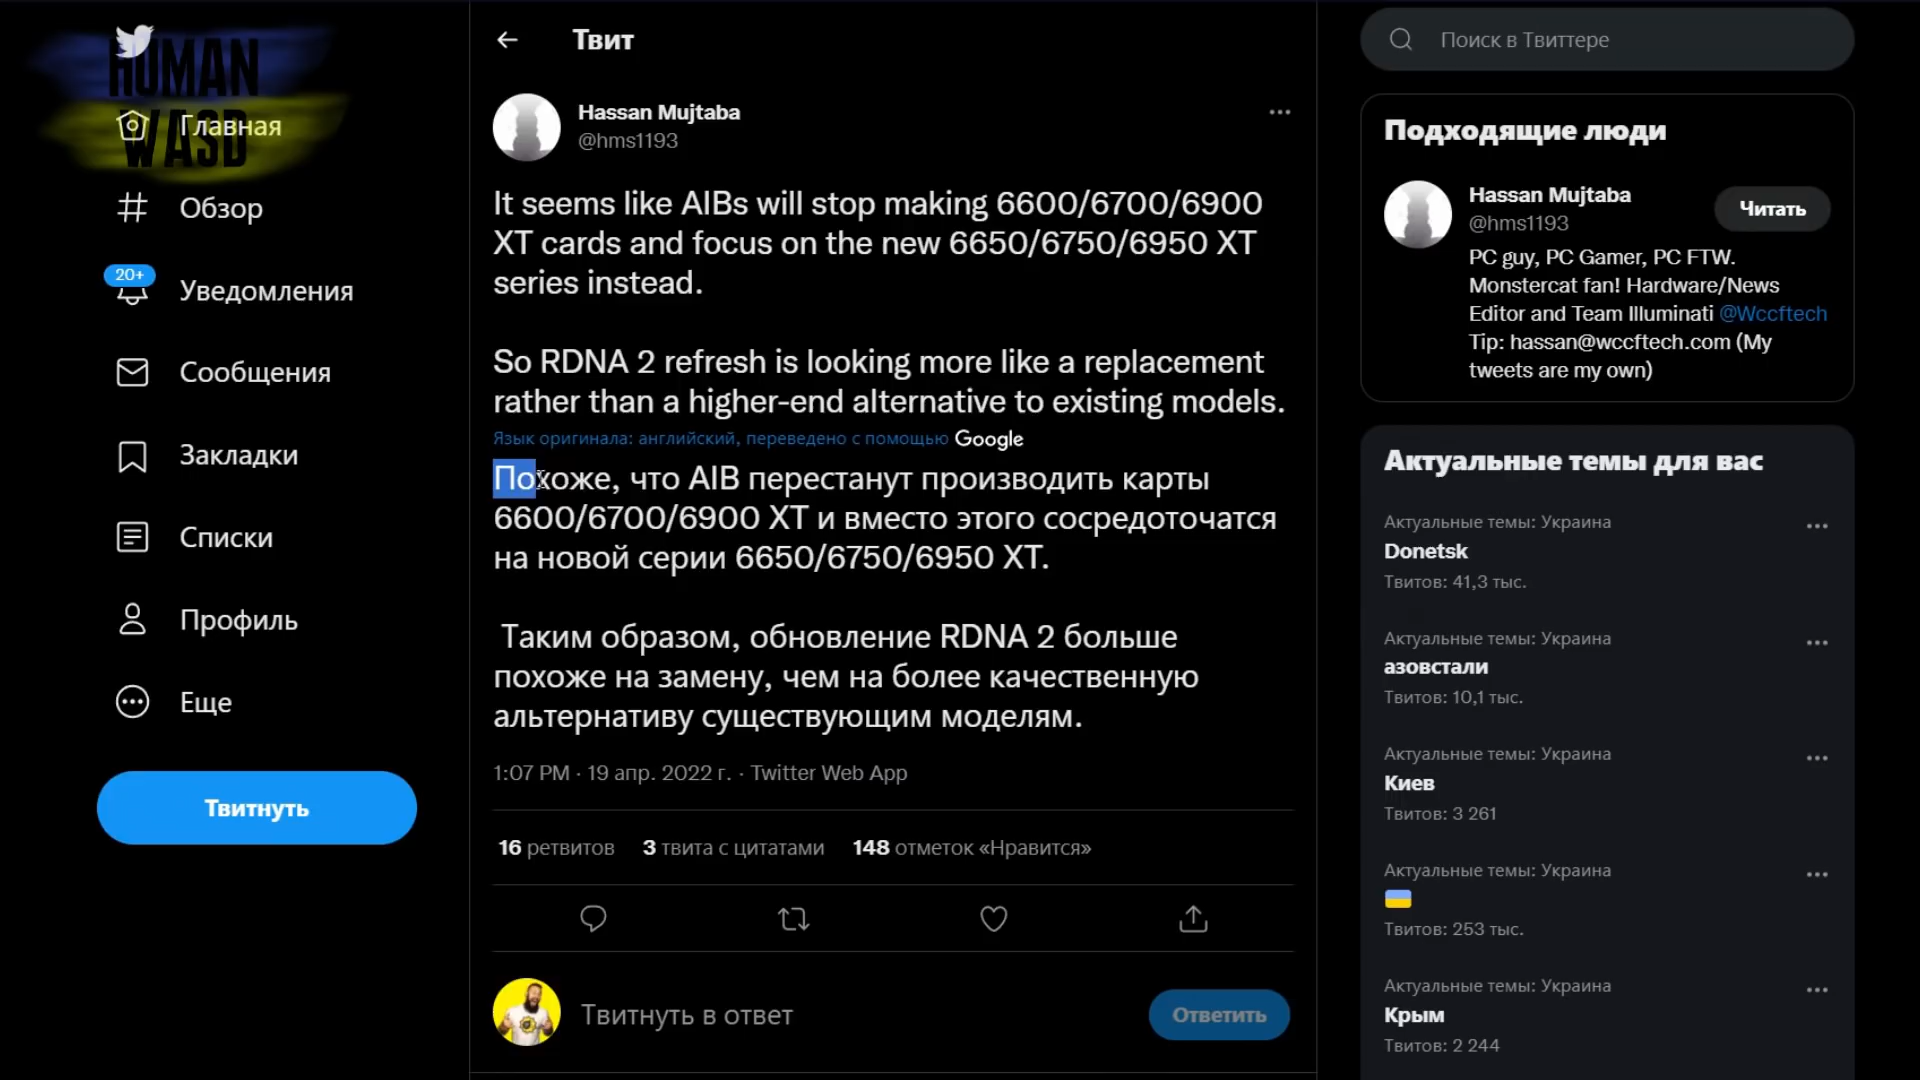 HUMAN
WASD
Главная
Обзор
20+
Уведомления
Сообщения
Закладки
Списки
Профиль
Еще
Твитнуть
Твит
Hassan Mujtaba
@hms1193
It seems like AIBs will stop making 6600/6700/6900
XT cards and focus on the new 6650/6750/6950 XT
series instead.
So RDNA 2 refresh is looking more like a replacement
rather than a higher-end alternative to existing models.
Язык оригинала: английский, переведено с помощью Google
Похоже, что AIB перестанут производить карты
6600/6700/6900 XT и вместо этого сосредоточатся
на новой серии 6650/6750/6950 XT.
Таким образом, обновление RDNA 2 больше
похоже на замену, чем на более качественную
альтернативу существующим моделям.
1:07 PM · 19 апр. 2022 г. · Twitter Web App
16 ретвитов 3 твита с цитатами 148 отметок «Нравится»
Твитнуть в ответ
Ответить
Поиск в Твиттере
Подходящие люди
Hassan Mujtaba
@hms1193
Читать
PC guy, PC Gamer, PC FTW.
Monstercat fan! Hardware/News
Editor and Team Illuminati @Wccftech
Tip: hassan@wccftech.com (My
tweets are my own)
Актуальные темы для вас
Актуальные темы: Украина
Donetsk
Твитов: 41,3 тыс.
Актуальные темы: Украина
азовстали
Твитов: 10,1 тыс.
Актуальные темы: Украина
Киев
Твитов: 3 261
Актуальные темы: Украина
Твитов: 253 тыс.
Актуальные темы: Украина
Крым
Твитов: 2 244